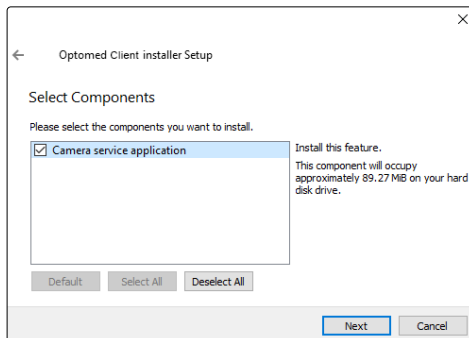 Optomed Client installer Setup
Select Components
Please select the components you want to install.
Camera service application
Install this feature.
This component will occupy
approximately 89.27 MiB on your hard
disk drive.
Default
Select All
Deselect All
Next
Cancel